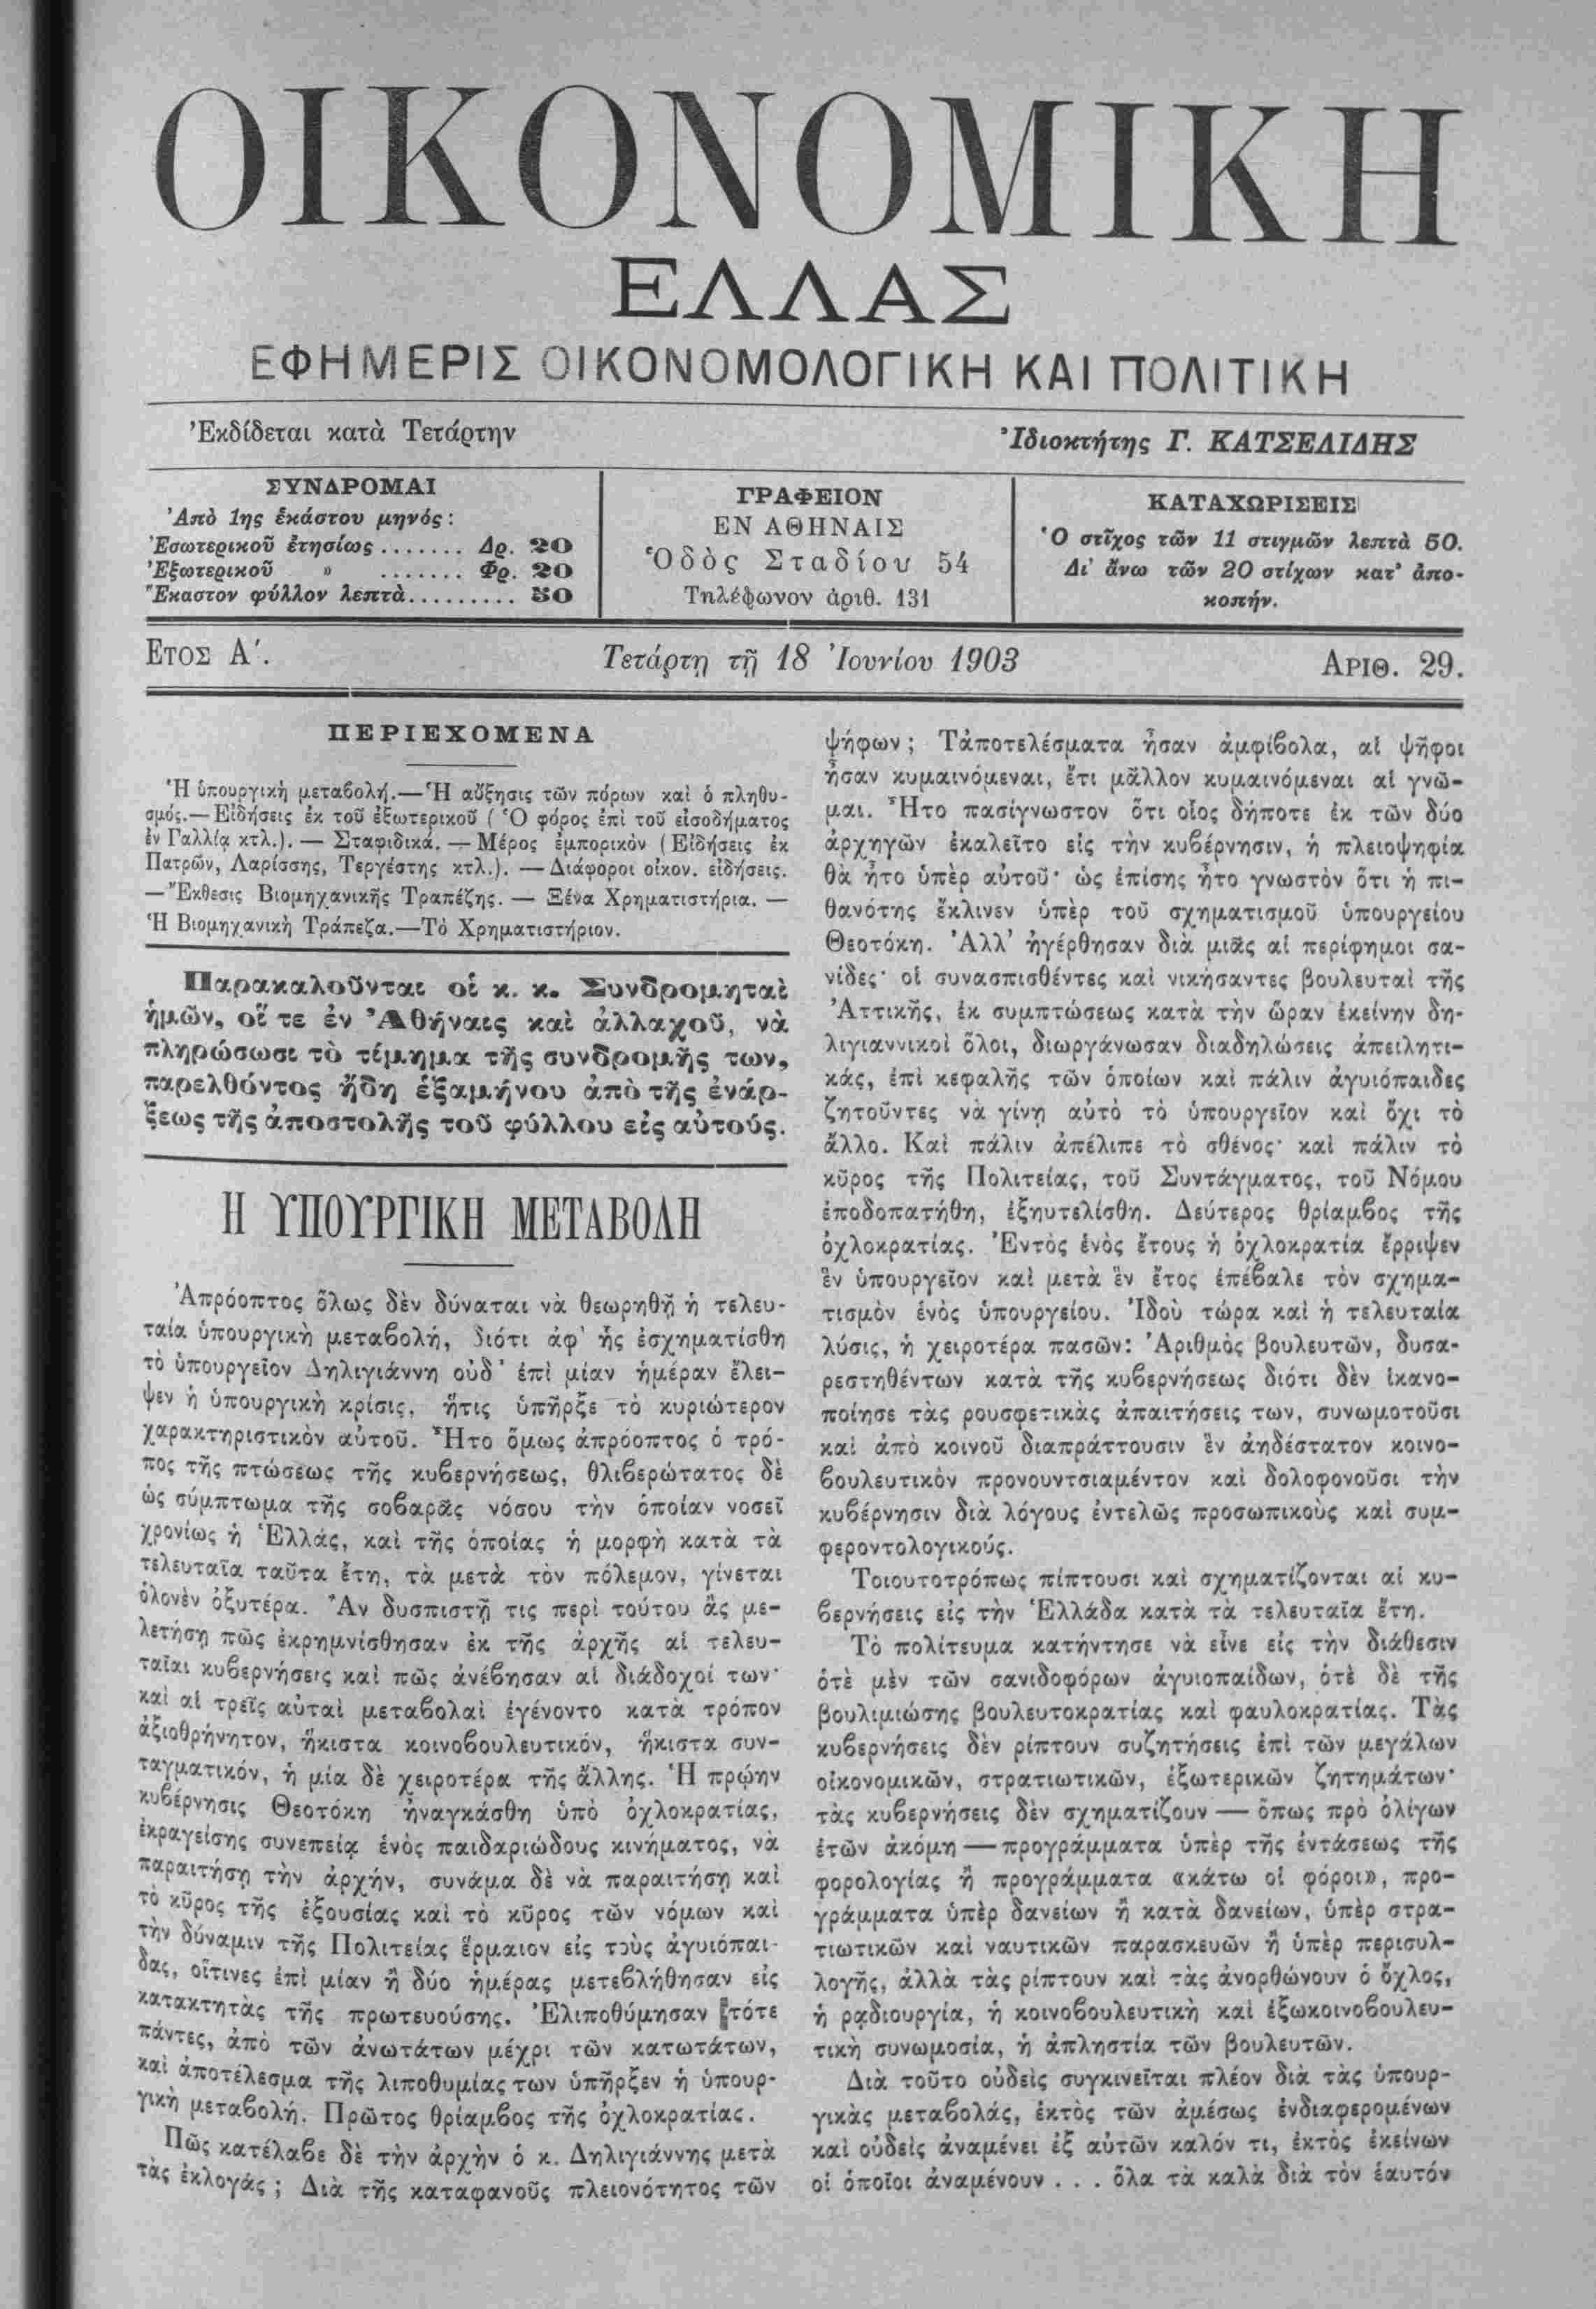 ΟΙΚΟΝΟΜΙΚΗ
ΕΛΛΑΣ
ΕΦΗΜΕΡΙΣ ΟΙΚΟΝΟΜΟΛΟΓΙΚΗ ΚΑΙ ΠΟΛΙΤΙΚΗ
Ἐκδίδεται κατὰ Τετάρτην
Ἰδιοκτήτης Γ. ΚΑΤΣΕΛΙΔΗΣ
ΣΥΝΔΡΟΜΑΙ
Ἀπὸ 1ης ἑκάστου μηνός:
Ἐσωτερικοῦ ἐτησίως ....... Δρ. 20
Ἐξωτερικοῦ » ....... Φρ. 20
Ἕκαστον φύλλον λεπτὰ.......... 50
ΓΡΑΦΕΙΟΝ
ΕΝ ΑΘΗΝΑΙΣ
Ὁδὸς Σταδίου 54
Τηλέφωνον ἀριθ. 131
ΚΑΤΑΧΩΡΙΣΕΙΣ
Ὁ στῖχος τῶν 11 στιγμῶν λεπτὰ 50.
Δι' ἄνω τῶν 20 στίχων κατ' ἀπο-
κοπήν.
ΕΤΟΣ Α΄.
Τετάρτῃ τῇ 18 Ἰουνίου 1903
ΑΡΙΘ. 29.
ΠΕΡΙΕΧΟΜΕΝΑ
Ἡ ὑπουργικὴ μεταβολή.—Ἡ αὔξησις τῶν πόρων καὶ ὁ πληθυ-
σμός.—Εἰδήσεις ἐκ τοῦ ἐξωτερικοῦ (Ὁ φόρος ἐπὶ τοῦ εἰσοδήματος
ἐν Γαλλίᾳ κτλ.). — Σταφιδικά. — Μέρος ἐμπορικὸν (Εἰδήσεις ἐκ
Πατρῶν, Λαρίσσης, Τεργέστης κτλ.). — Διάφοροι οἰκον. εἰδήσεις.
— Ἔκθεσις Βιομηχανικῆς Τραπέζης. — Ξένα Χρηματιστήρια. —
Ἡ Βιομηχανικὴ Τράπεζα.—Τὸ Χρηματιστήριον.
Παρακαλοῦνται οἱ κ. κ. Συνδρομηταὶ
ἡμῶν, οἵ τε ἐν Ἀθήναις καὶ ἀλλαχοῦ, νὰ
πληρώσωσι τὸ τίμημα τῆς συνδρομῆς των,
παρελθόντος ἤδη ἑξαμήνου ἀπὸ τῆς ἐνάρ-
ξεως τῆς ἀποστολῆς τοῦ φύλλου εἰς αὐτούς.
Η ΥΠΟΥΡΓΙΚΗ ΜΕΤΑΒΟΛΗ
Ἀπρόοπτος ὅλως δὲν δύναται νὰ θεωρηθῇ ἡ τελευ-
ταία ὑπουργικὴ μεταβολή, διότι ἀφ' ἧς ἐσχηματίσθη
τὸ ὑπουργεῖον Δηλιγιάννη οὐδ' ἐπὶ μίαν ἡμέραν ἔλει-
ψεν ἡ ὑπουργικὴ κρίσις, ἥτις ὑπῆρξε τὸ κυριώτερον
χαρακτηριστικὸν αὐτοῦ. Ἦτο ὅμως ἀπρόοπτος ὁ τρό-
πος τῆς πτώσεως τῆς κυβερνήσεως, θλιβερώτατος δὲ
ὡς σύμπτωμα τῆς σοβαρᾶς νόσου τὴν ὁποίαν νοσεῖ
χρονίως ἡ Ἑλλάς, καὶ τῆς ὁποίας ἡ μορφὴ κατὰ τὰ
τελευταῖα ταῦτα ἔτη, τὰ μετὰ τὸν πόλεμον, γίνεται
ὁλονὲν ὀξυτέρα. Ἂν δυσπιστῇ τις περὶ τούτου ἂς με-
λετήσῃ πῶς ἐκρημνίσθησαν ἐκ τῆς ἀρχῆς αἱ τελευ-
ταῖαι κυβερνήσεις καὶ πῶς ἀνέβησαν αἱ διάδοχοί των·
καὶ αἱ τρεῖς αὐταὶ μεταβολαὶ ἐγένοντο κατὰ τρόπον
ἀξιοθρήνητον, ἥκιστα κοινοβουλευτικόν, ἥκιστα συν-
ταγματικόν, ἡ μία δὲ χειροτέρα τῆς ἄλλης. Ἡ πρώην
κυβέρνησις Θεοτόκη ἠναγκάσθη ὑπὸ ὀχλοκρατίας,
ἐκραγείσης συνεπείᾳ ἑνὸς παιδαριώδους κινήματος, νὰ
παραιτήσῃ τὴν ἀρχήν, συνάμα δὲ νὰ παραιτήσῃ καὶ
τὸ κῦρος τῆς ἐξουσίας καὶ τὸ κῦρος τῶν νόμων καὶ
τὴν δύναμιν τῆς Πολιτείας ἕρμαιον εἰς τοὺς ἀγυιόπαι-
δας, οἵτινες ἐπὶ μίαν ἢ δύο ἡμέρας μετεβλήθησαν εἰς
κατακτητὰς τῆς πρωτευούσης. Ἐλιποθύμησαν τότε
πάντες, ἀπὸ τῶν ἀνωτάτων μέχρι τῶν κατωτάτων,
καὶ ἀποτέλεσμα τῆς λιποθυμίας των ὑπῆρξεν ἡ ὑπουρ-
γικὴ μεταβολή. Πρῶτος θρίαμβος τῆς ὀχλοκρατίας.
Πῶς κατέλαβε δὲ τὴν ἀρχὴν ὁ κ. Δηλιγιάννης μετὰ
τὰς ἐκλογάς; Διὰ τῆς καταφανοῦς πλειονότητος τῶν
ψήφων; Τἀποτελέσματα ἦσαν ἀμφίβολα, αἱ ψῆφοι
ἦσαν κυμαινόμεναι, ἔτι μᾶλλον κυμαινόμεναι αἱ γνῶ-
μαι. Ἦτο πασίγνωστον ὅτι οἷος δήποτε ἐκ τῶν δύο
ἀρχηγῶν ἐκαλεῖτο εἰς τὴν κυβέρνησιν, ἡ πλειοψηφία
θὰ ἦτο ὑπὲρ αὐτοῦ· ὡς ἐπίσης ἦτο γνωστὸν ὅτι ἡ πι-
θανότης ἔκλινεν ὑπὲρ τοῦ σχηματισμοῦ ὑπουργείου
Θεοτόκη. Ἀλλ' ἠγέρθησαν διὰ μιᾶς αἱ περίφημοι σα-
νίδες· οἱ συνασπισθέντες καὶ νικήσαντες βουλευταὶ τῆς
Ἀττικῆς, ἐκ συμπτώσεως κατὰ τὴν ὥραν ἐκείνην δη-
λιγιαννικοὶ ὅλοι, διωργάνωσαν διαδηλώσεις ἀπειλητι-
κάς, ἐπὶ κεφαλῆς τῶν ὁποίων καὶ πάλιν ἀγυιόπαιδες
ζητοῦντες νὰ γίνῃ αὐτὸ τὸ ὑπουργεῖον καὶ ὄχι τὸ
ἄλλο. Καὶ πάλιν ἀπέλιπε τὸ σθένος· καὶ πάλιν τὸ
κῦρος τῆς Πολιτείας, τοῦ Συντάγματος, τοῦ Νόμου
ἐποδοπατήθη, ἐξηυτελίσθη. Δεύτερος θρίαμβος τῆς
ὀχλοκρατίας. Ἐντὸς ἑνὸς ἔτους ἡ ὀχλοκρατία ἔρριψεν
ἓν ὑπουργεῖον καὶ μετὰ ἓν ἔτος ἐπέβαλε τὸν σχημα-
τισμὸν ἑνὸς ὑπουργείου. Ἰδοὺ τώρα καὶ ἡ τελευταία
λύσις, ἡ χειροτέρα πασῶν: Ἀριθμὸς βουλευτῶν, δυσα-
ρεστηθέντων κατὰ τῆς κυβερνήσεως διότι δὲν ἱκανο-
ποίησε τὰς ρουσφετικὰς ἀπαιτήσεις των, συνωμοτοῦσι
καὶ ἀπὸ κοινοῦ διαπράττουσιν ἓν ἀηδέστατον κοινο-
βουλευτικὸν προνουντσιαμέντον καὶ δολοφονοῦσι τὴν
κυβέρνησιν διὰ λόγους ἐντελῶς προσωπικοὺς καὶ συμ-
φεροντολογικούς.
Τοιουτοτρόπως πίπτουσι καὶ σχηματίζονται αἱ κυ-
βερνήσεις εἰς τὴν Ἑλλάδα κατὰ τὰ τελευταῖα ἔτη.
Τὸ πολίτευμα κατήντησε νὰ εἶνε εἰς τὴν διάθεσιν
ὁτὲ μὲν τῶν σανιδοφόρων ἀγυιοπαίδων, ὁτὲ δὲ τῆς
βουλιμιώσης βουλευτοκρατίας καὶ φαυλοκρατίας. Τὰς
κυβερνήσεις δὲν ρίπτουν συζητήσεις ἐπὶ τῶν μεγάλων
οἰκονομικῶν, στρατιωτικῶν, ἐξωτερικῶν ζητημάτων·
τὰς κυβερνήσεις δὲν σχηματίζουν — ὅπως πρὸ ὀλίγων
ἐτῶν ἀκόμη — προγράμματα ὑπὲρ τῆς ἐντάσεως τῆς
φορολογίας ἢ προγράμματα «κάτω οἱ φόροι», προ-
γράμματα ὑπὲρ δανείων ἢ κατὰ δανείων, ὑπὲρ στρα-
τιωτικῶν καὶ ναυτικῶν παρασκευῶν ἢ ὑπὲρ περισυλ-
λογῆς, ἀλλὰ τὰς ρίπτουν καὶ τὰς ἀνορθώνουν ὁ ὄχλος,
ἡ ρᾳδιουργία, ἡ κοινοβουλευτικὴ καὶ ἐξωκοινοβουλευ-
τικὴ συνωμοσία, ἡ ἀπληστία τῶν βουλευτῶν.
Διὰ τοῦτο οὐδεὶς συγκινεῖται πλέον διὰ τὰς ὑπουρ-
γικὰς μεταβολάς, ἐκτὸς τῶν ἀμέσως ἐνδιαφερομένων
καὶ οὐδεὶς ἀναμένει ἐξ αὐτῶν καλόν τι, ἐκτὸς ἐκείνων
οἱ ὁποῖοι ἀναμένουν . . . ὅλα τὰ καλὰ διὰ τὸν ἑαυτόν